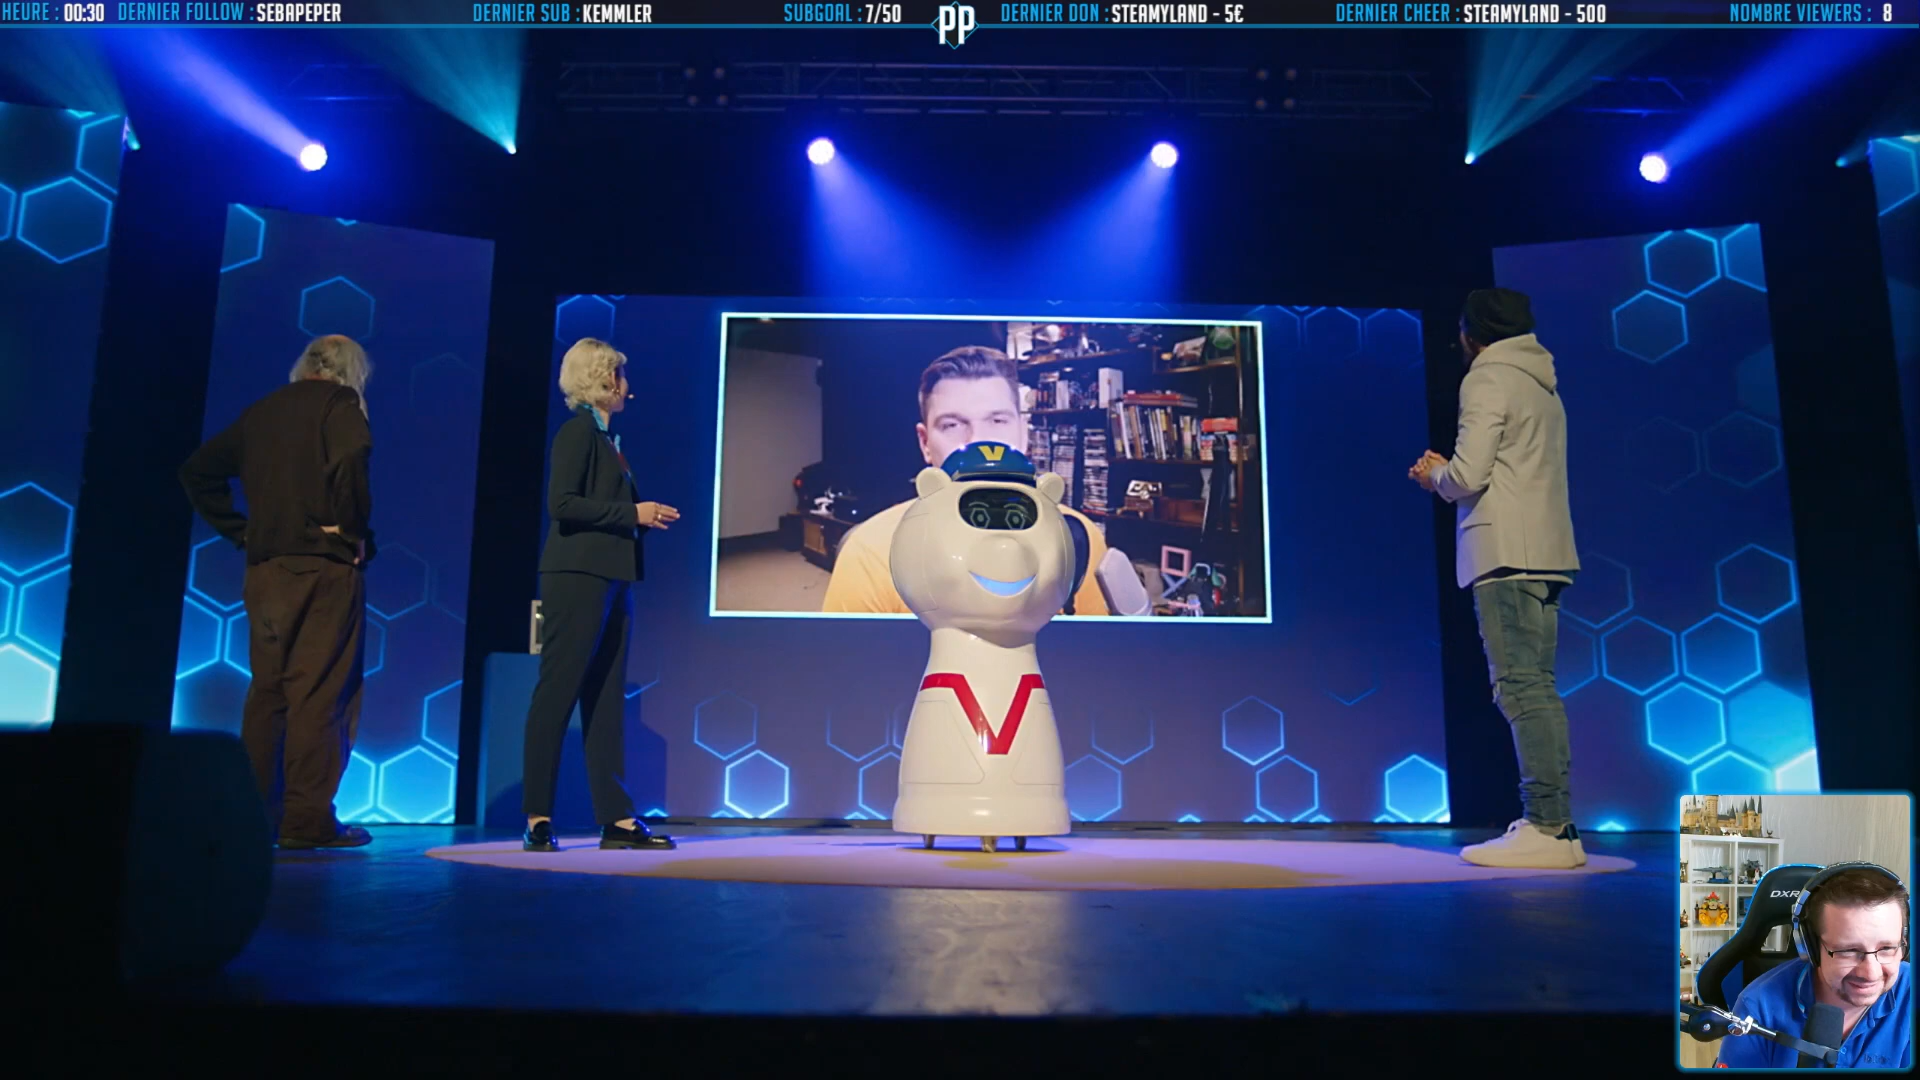 HEURE : 00:30 DERNIER FOLLOW : SEBAPEPER DERNIER SUB : KEMMLER SUBGOAL : 7/50 PP DERNIER DON : STEAMYLAND - 5€ DERNIER CHEER : STEAMYLAND - 500 NOMBRE VIEWERS : 8
V
V
DXR